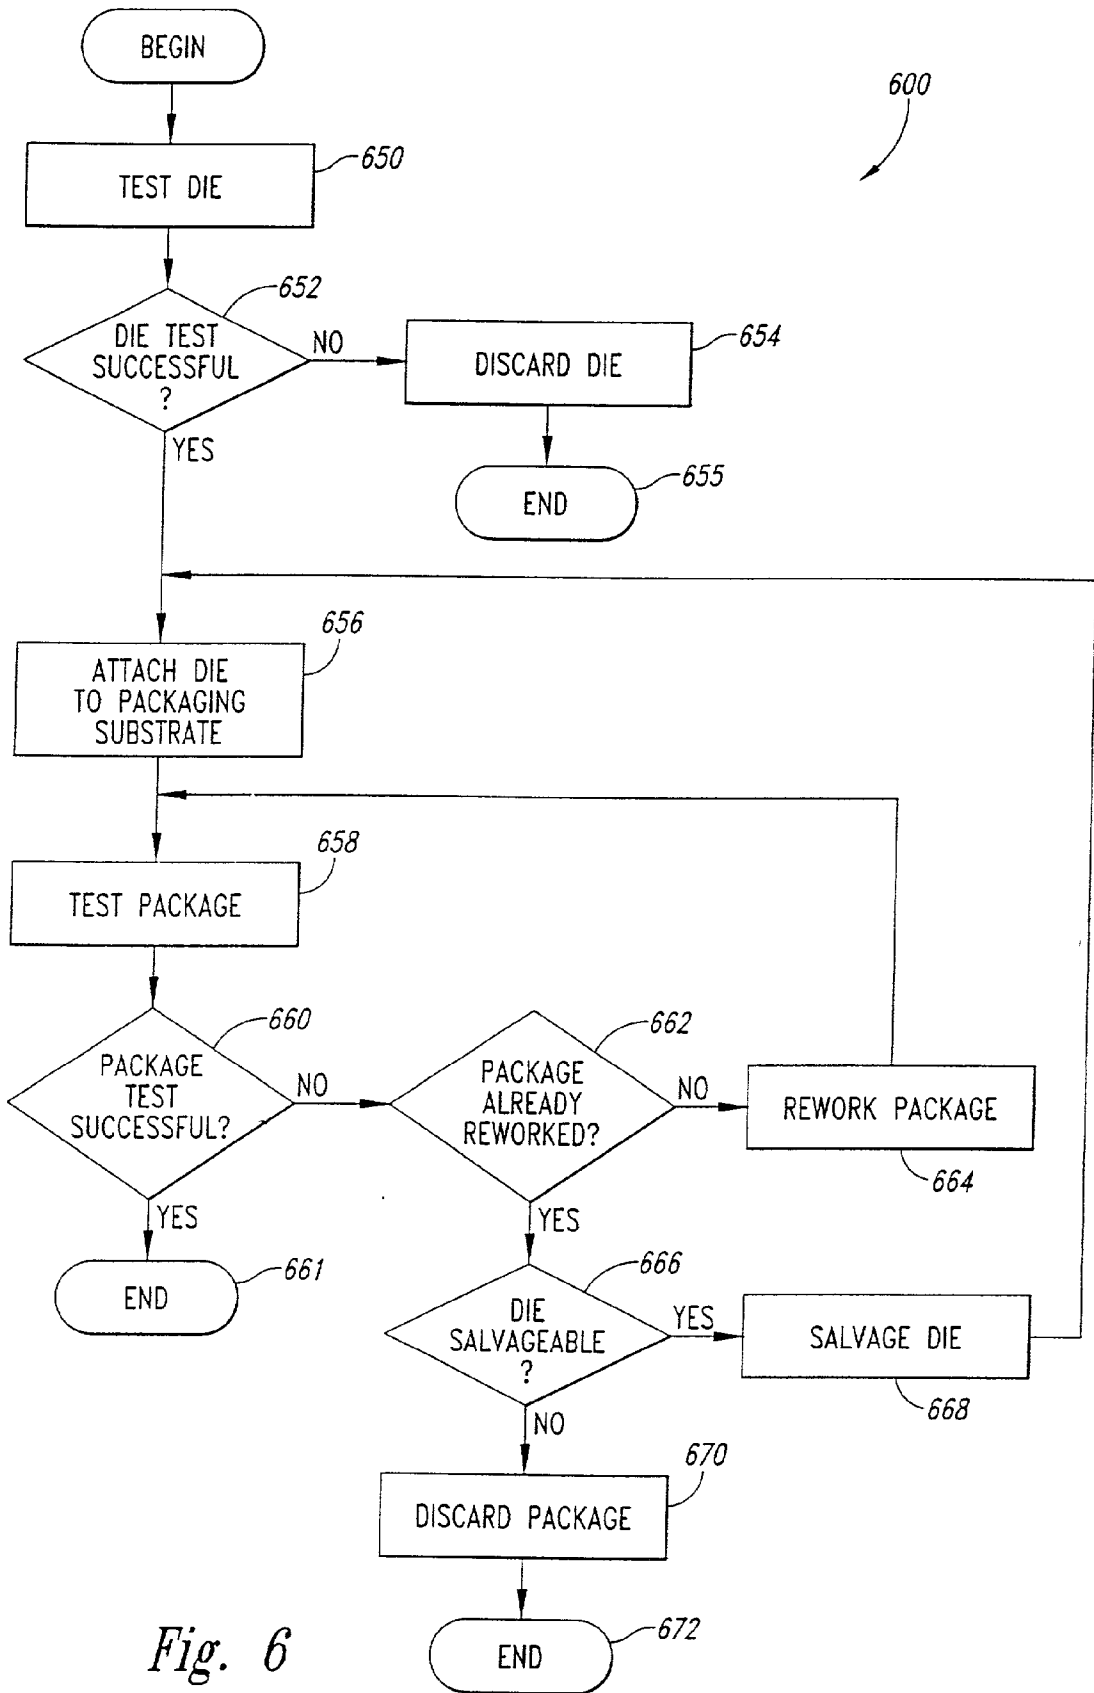 BEGIN
600
650
TEST DIE
652
DIE TEST
SUCCESSFUL
?
NO
YES
654
DISCARD DIE
655
END
656
ATTACH DIE
TO PACKAGING
SUBSTRATE
658
TEST PACKAGE
660
PACKAGE
TEST
SUCCESSFUL?
NO
YES
661
END
662
PACKAGE
ALREADY
REWORKED?
NO
YES
REWORK PACKAGE
664
666
DIE
SALVAGEABLE
?
YES
NO
SALVAGE DIE
668
670
DISCARD PACKAGE
672
END
Fig. 6